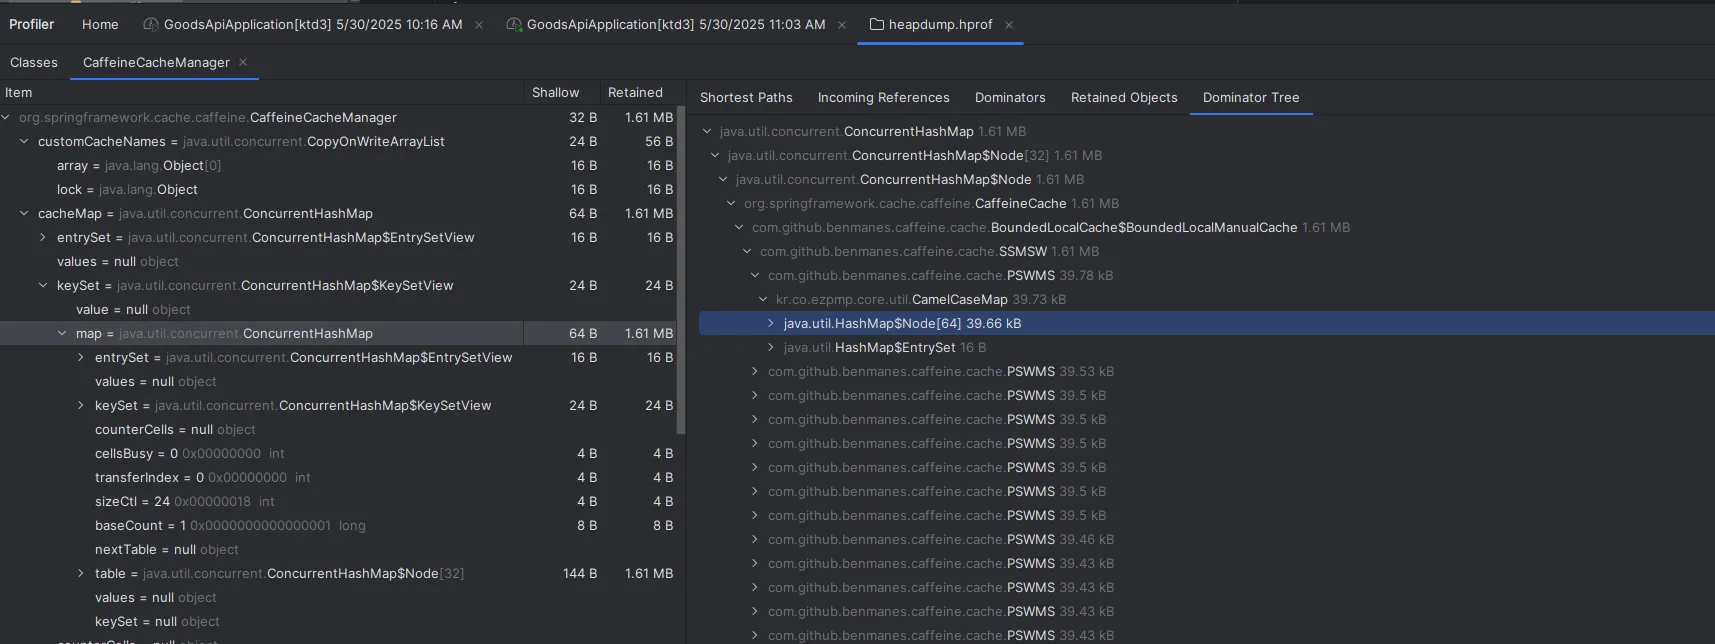 Profiler Home GoodsApiApplication[ktd3] 5/30/2025 10:16 AM × GoodsApiApplication[ktd3] 5/30/2025 11:03 AM × heapdump.hprof ×
Classes CaffeineCacheManager ×
Item Shallow Retained
org.springframework.cache.caffeine.CaffeineCacheManager 32 B 1.61 MB
customCacheNames = java.util.concurrent.CopyOnWriteArrayList 24 B 56 B
array = java.lang.Object[0] 16 B 16 B
lock = java.lang.Object 16 B 16 B
cacheMap = java.util.concurrent.ConcurrentHashMap 64 B 1.61 MB
entrySet = java.util.concurrent.ConcurrentHashMap$EntrySetView 16 B 16 B
values = null object
keySet = java.util.concurrent.ConcurrentHashMap$KeySetView 24 B 24 B
value = null object
map = java.util.concurrent.ConcurrentHashMap 64 B 1.61 MB
entrySet = java.util.concurrent.ConcurrentHashMap$EntrySetView 16 B 16 B
values = null object
keySet = java.util.concurrent.ConcurrentHashMap$KeySetView 24 B 24 B
counterCells = null object
cellsBusy = 0 0x00000000 int 4 B 4 B
transferIndex = 0 0x00000000 int 4 B 4 B
sizeCtl = 24 0x00000018 int 4 B 4 B
baseCount = 1 0x0000000000000001 long 8 B 8 B
nextTable = null object
table = java.util.concurrent.ConcurrentHashMap$Node[32] 144 B 1.61 MB
values = null object
keySet = null object
counterCells = null object
Shortest Paths Incoming References Dominators Retained Objects Dominator Tree
java.util.concurrent.ConcurrentHashMap 1.61 MB
java.util.concurrent.ConcurrentHashMap$Node[32] 1.61 MB
java.util.concurrent.ConcurrentHashMap$Node 1.61 MB
org.springframework.cache.caffeine.CaffeineCache 1.61 MB
com.github.benmanes.caffeine.cache.BoundedLocalCache$BoundedLocalManualCache 1.61 MB
com.github.benmanes.caffeine.cache.SSMSW 1.61 MB
com.github.benmanes.caffeine.cache.PSWMS 39.78 kB
kr.co.ezpmp.core.util.CamelCaseMap 39.73 kB
java.util.HashMap$Node[64] 39.66 kB
java.util.HashMap$EntrySet 16 B
com.github.benmanes.caffeine.cache.PSWMS 39.53 kB
com.github.benmanes.caffeine.cache.PSWMS 39.5 kB
com.github.benmanes.caffeine.cache.PSWMS 39.5 kB
com.github.benmanes.caffeine.cache.PSWMS 39.5 kB
com.github.benmanes.caffeine.cache.PSWMS 39.5 kB
com.github.benmanes.caffeine.cache.PSWMS 39.5 kB
com.github.benmanes.caffeine.cache.PSWMS 39.5 kB
com.github.benmanes.caffeine.cache.PSWMS 39.46 kB
com.github.benmanes.caffeine.cache.PSWMS 39.43 kB
com.github.benmanes.caffeine.cache.PSWMS 39.43 kB
com.github.benmanes.caffeine.cache.PSWMS 39.43 kB
com.github.benmanes.caffeine.cache.PSWMS 39.43 kB